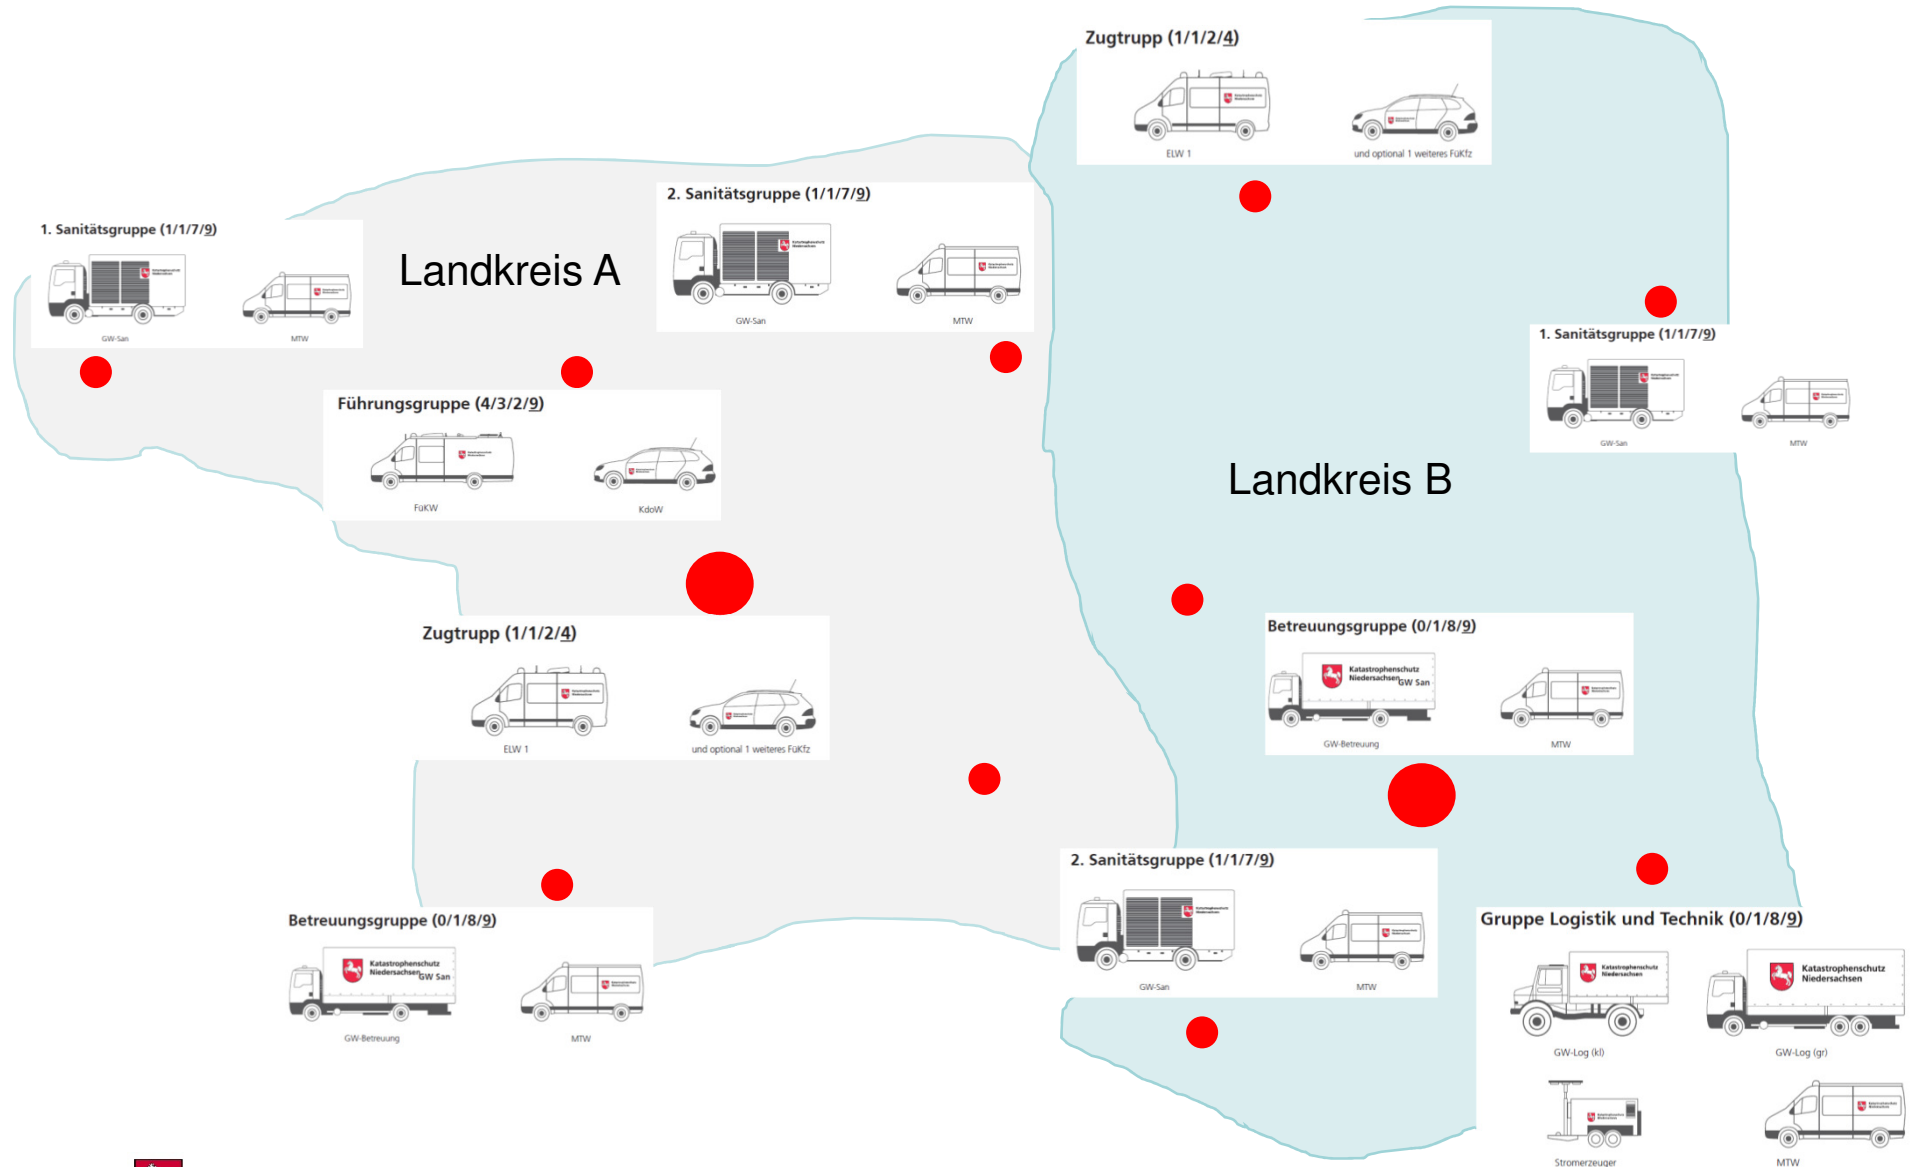 Zugtrupp (1/1/2/4)
ELW 1
und optional 1 weiteres FüKfz
1. Sanitätsgruppe (1/1/7/9)
GW-San
MTW
Landkreis A
2. Sanitätsgruppe (1/1/7/9)
GW-San
MTW
1. Sanitätsgruppe (1/1/7/9)
GW-San
MTW
Führungsgruppe (4/3/2/9)
FüKW
KdoW
Landkreis B
Zugtrupp (1/1/2/4)
ELW 1
und optional 1 weiteres FüKfz
Betreuungsgruppe (0/1/8/9)
Katastrophenschutz
Niedersachsen
GW San
GW-Betreuung
MTW
2. Sanitätsgruppe (1/1/7/9)
GW-San
MTW
Betreuungsgruppe (0/1/8/9)
Katastrophenschutz
Niedersachsen
GW San
GW-Betreuung
MTW
Gruppe Logistik und Technik (0/1/8/9)
Katastrophenschutz
Niedersachsen
GW-Log (kl)
Katastrophenschutz
Niedersachsen
GW-Log (gr)
Stromerzeuger
MTW